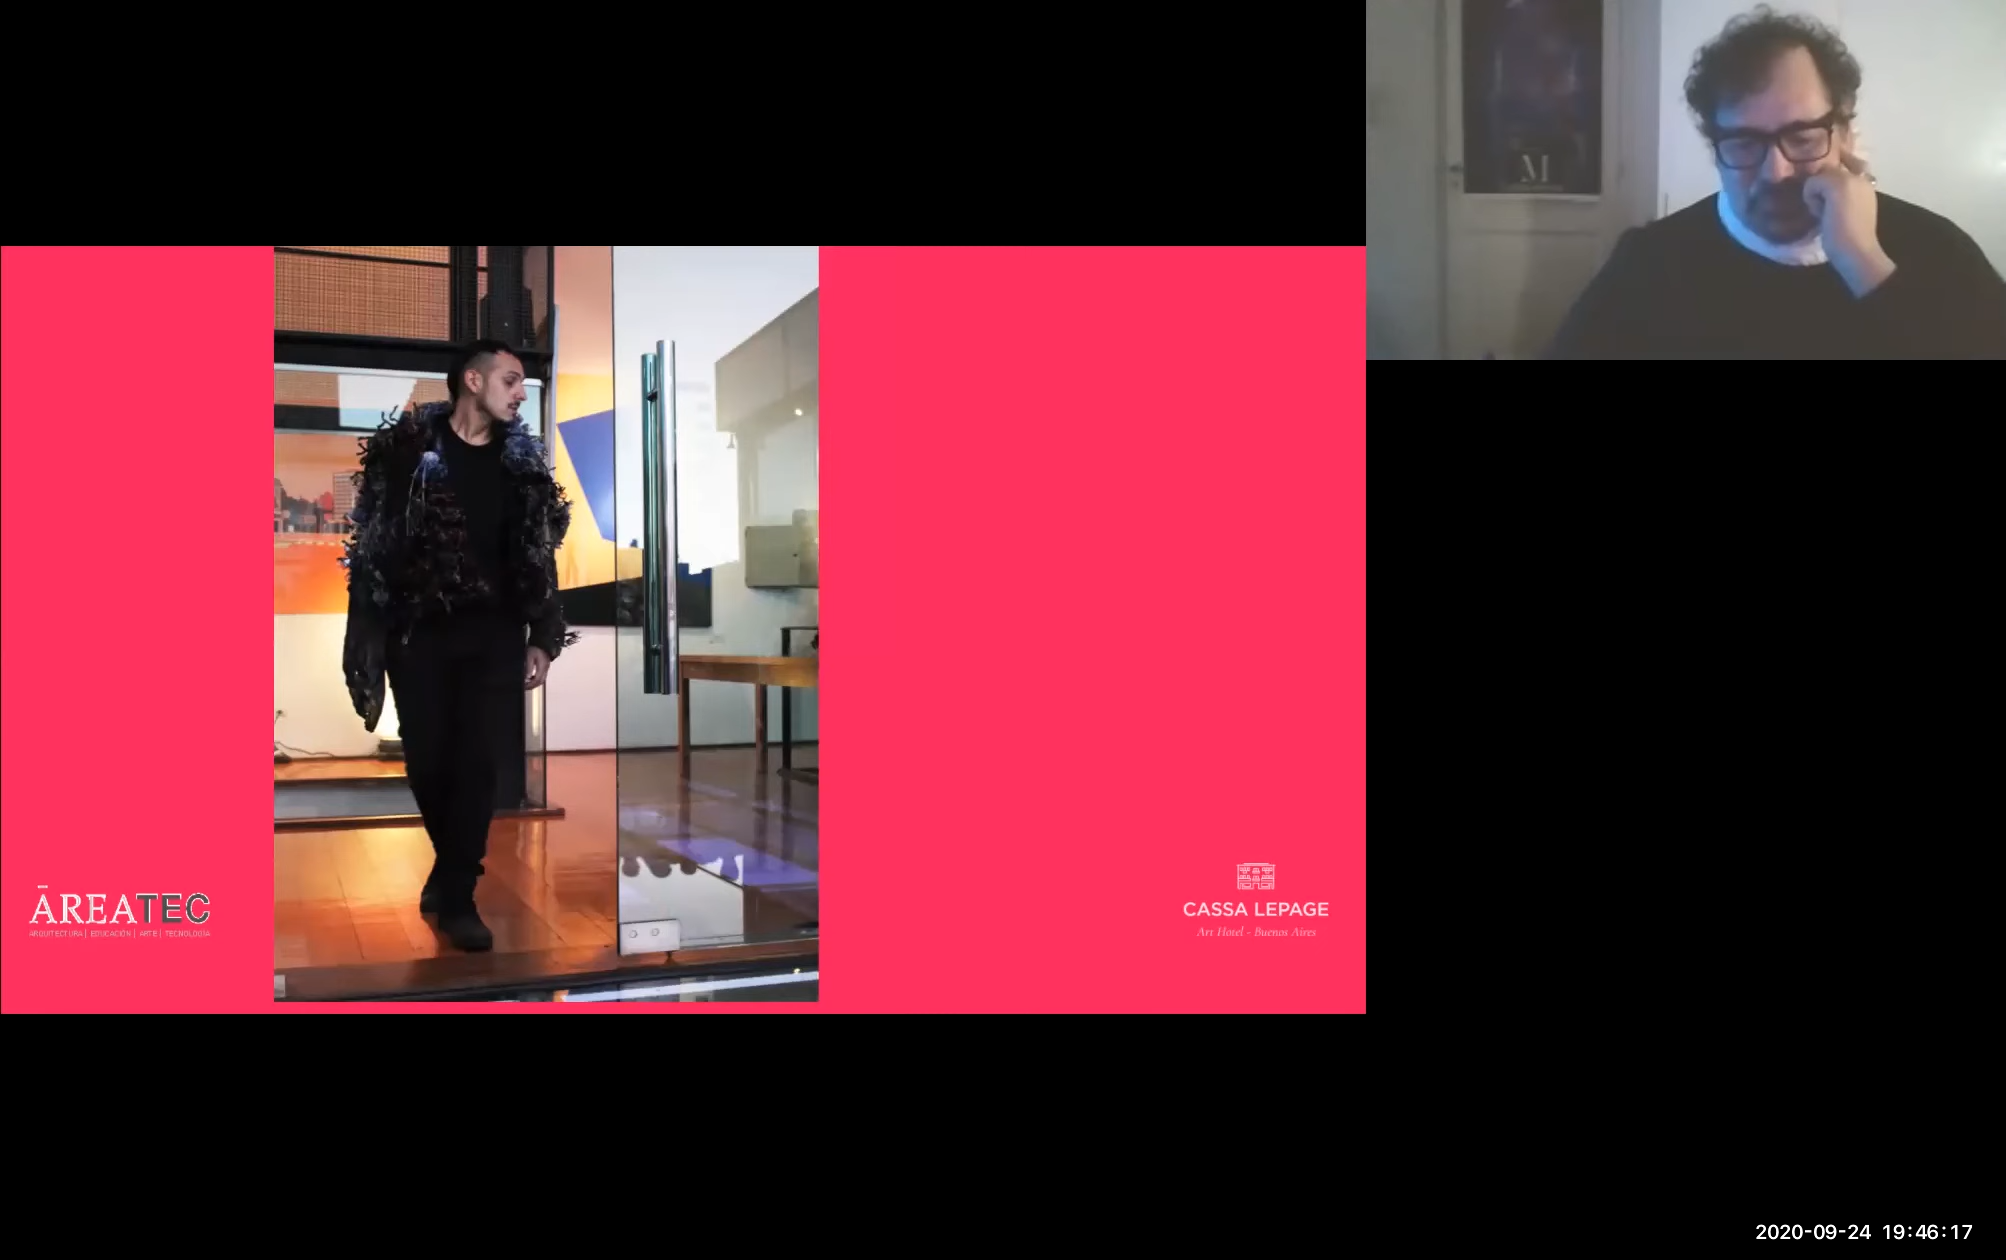 M
ĀREATEC
ARQUITECTURA | EDUCACIÓN | ARTE | TECNOLOGÍA
CASSA LEPAGE
Art Hotel - Buenos Aires
2020-09-24 19:46:17